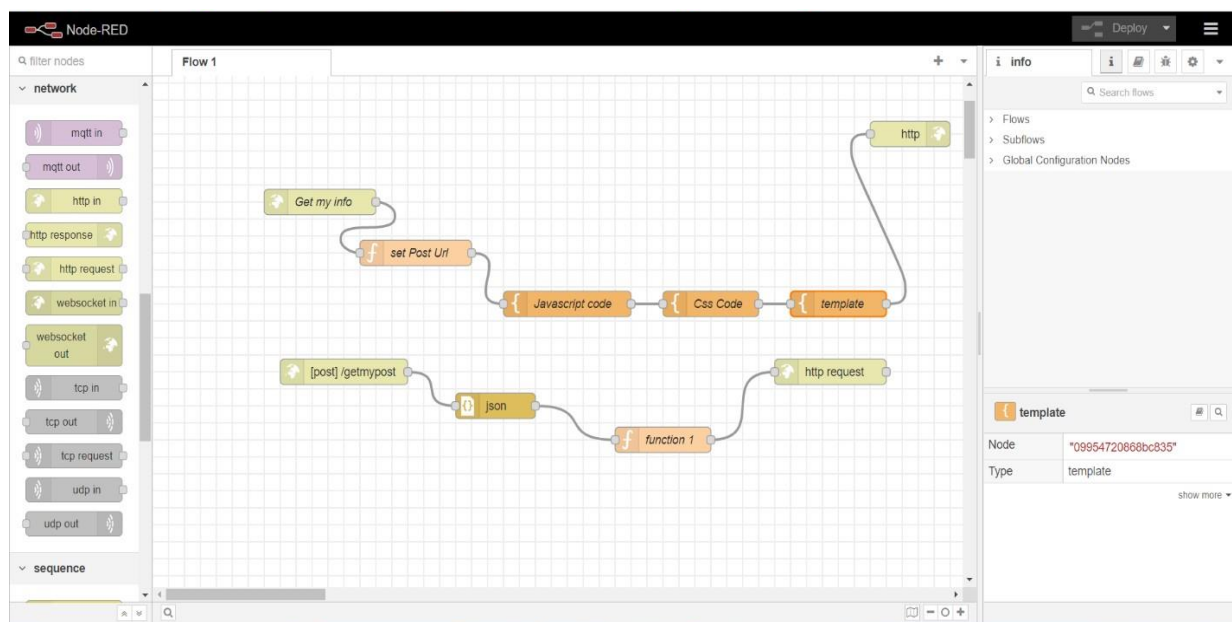 Node-RED
Deploy
filter nodes
network
mqtt in
mqtt out
http in
http response
http request
websocket in
websocket
out
tcp in
tcp out
tcp request
udp in
udp out
sequence
Flow 1
http
Get my info
set Post Url
Javascript code
Css Code
template
[post] /getmypost
http request
json
function 1
i info
i
Search flows
Flows
Subflows
Global Configuration Nodes
template
Node "09954720868bc835"
Type template
show more